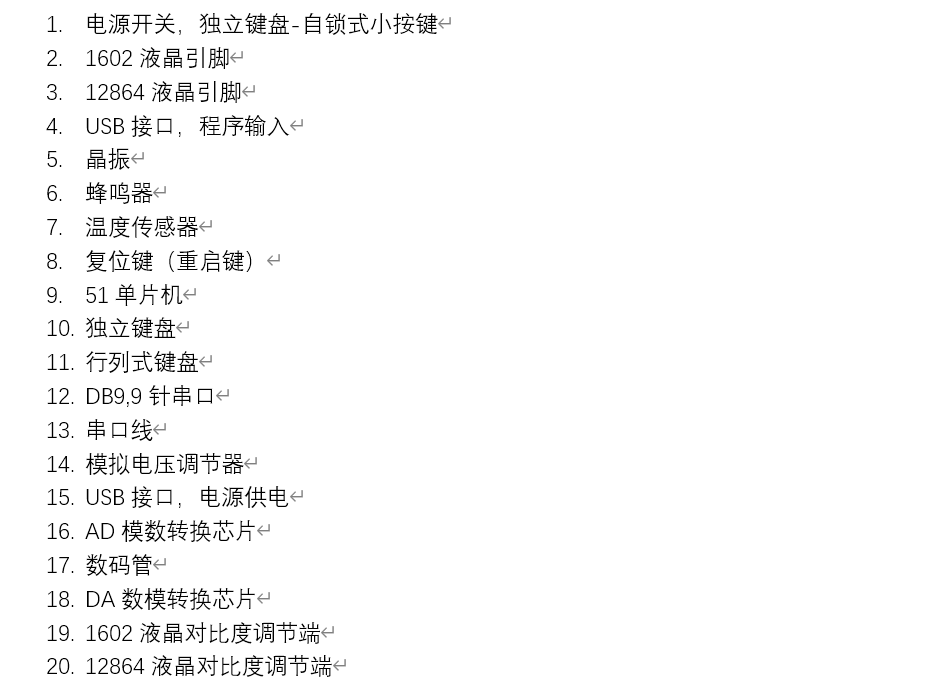 1. 电源开关，独立键盘-自锁式小按键↵
2. 1602 液晶引脚↵
3. 12864 液晶引脚↵
4. USB 接口，程序输入↵
5. 晶振↵
6. 蜂鸣器↵
7. 温度传感器↵
8. 复位键（重启键）↵
9. 51 单片机↵
10. 独立键盘↵
11. 行列式键盘↵
12. DB9,9 针串口↵
13. 串口线↵
14. 模拟电压调节器↵
15. USB 接口，电源供电↵
16. AD 模数转换芯片↵
17. 数码管↵
18. DA 数模转换芯片↵
19. 1602 液晶对比度调节端↵
20. 12864 液晶对比度调节端↵